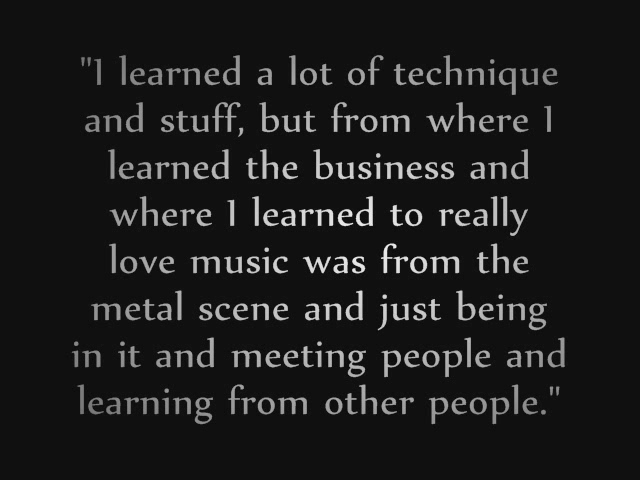 "I learned a lot of technique
and stuff, but from where I
learned the business and
where I learned to really
love music was from the
metal scene and just being
in it and meeting people and
learning from other people."